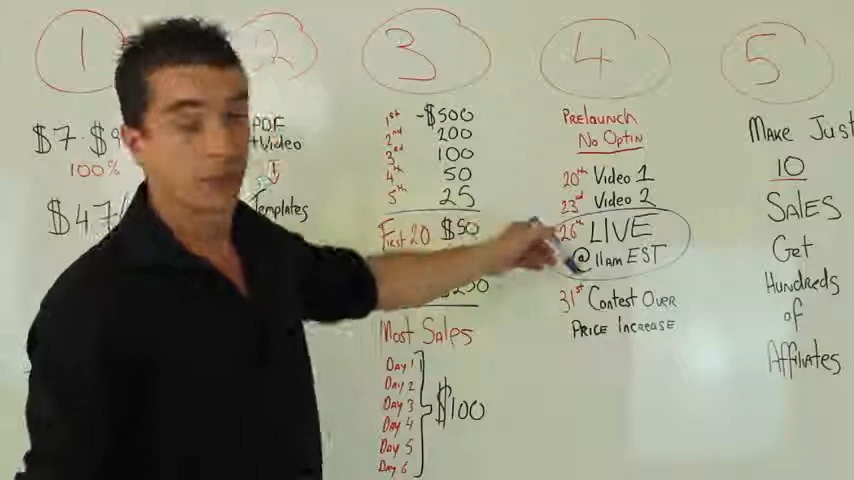 1
$7 - $9
100%
$47
2
PDF
+ Video
Templates
3
1st - $500
2nd 200
3rd 100
4th 50
5th 25
First 20 $50
$250
Most Sales
Day 1
Day 2
Day 3
Day 4
Day 5
Day 6
$100
4
Prelaunch
No Optin
20th Video 1
23rd Video 2
26th LIVE
@ 11am EST
31st Contest Over
Price Increase
5
Make Just
10
Sales
Get
Hundreds
of
Affiliates